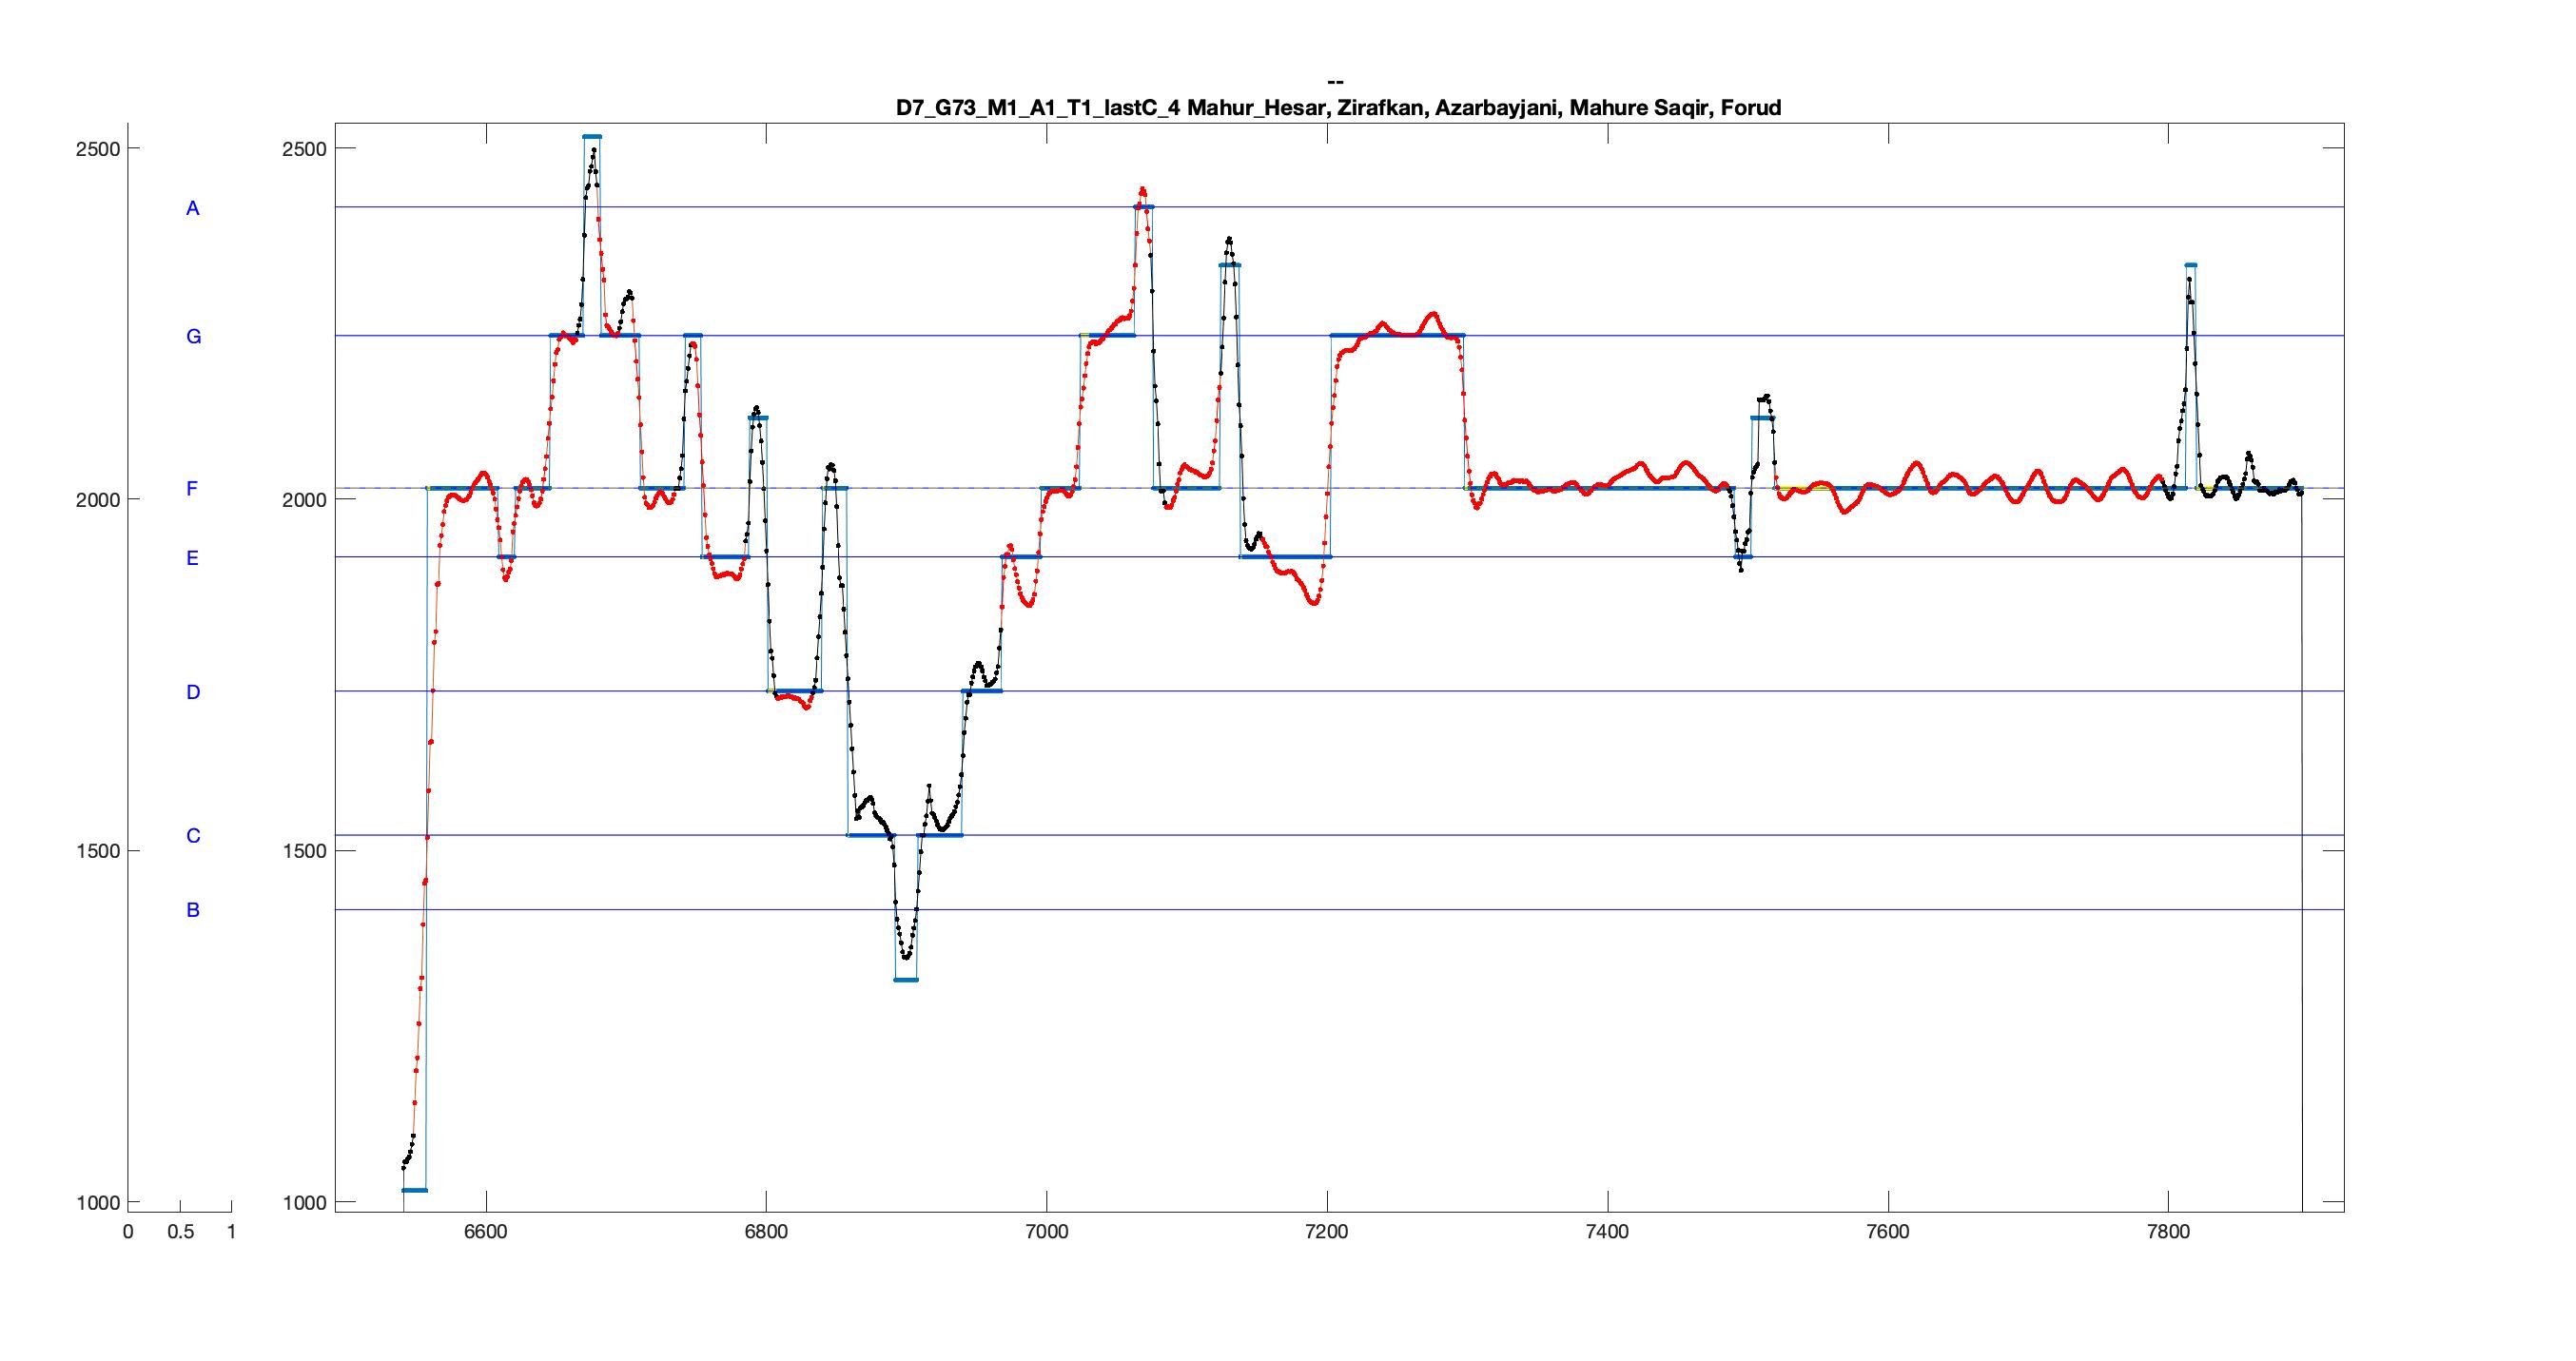 --
D7_G73_M1_A1_T1_lastC_4 Mahur_Hesar, Zirafkan, Azarbayjani, Mahure Saqir, Forud
2500 2500
A
G
2000 F 2000
E
D
C
1500 1500
B
1000 1000
0 0.5 1 6600 6800 7000 7200 7400 7600 7800